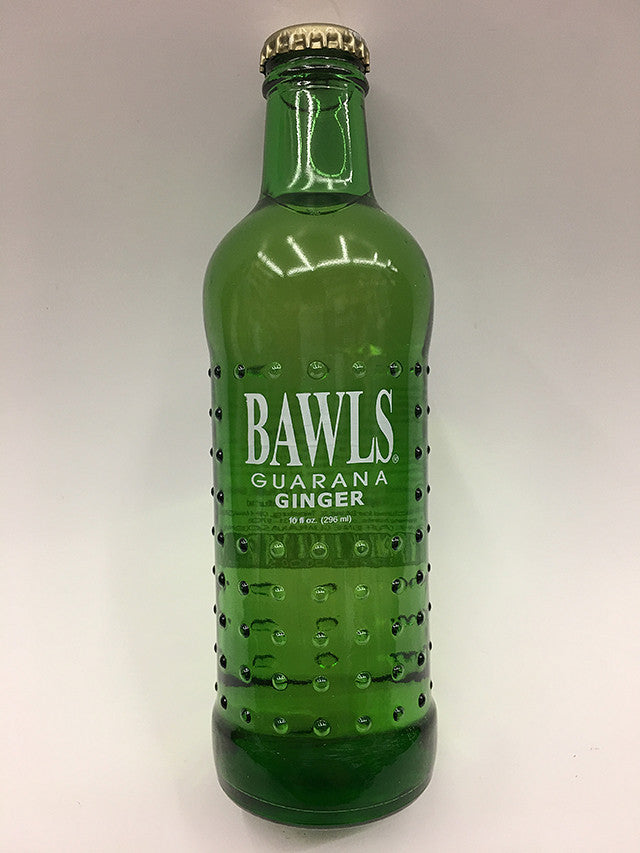 BAWLS®
GUARANA
GINGER
10 fl oz. (296 ml)